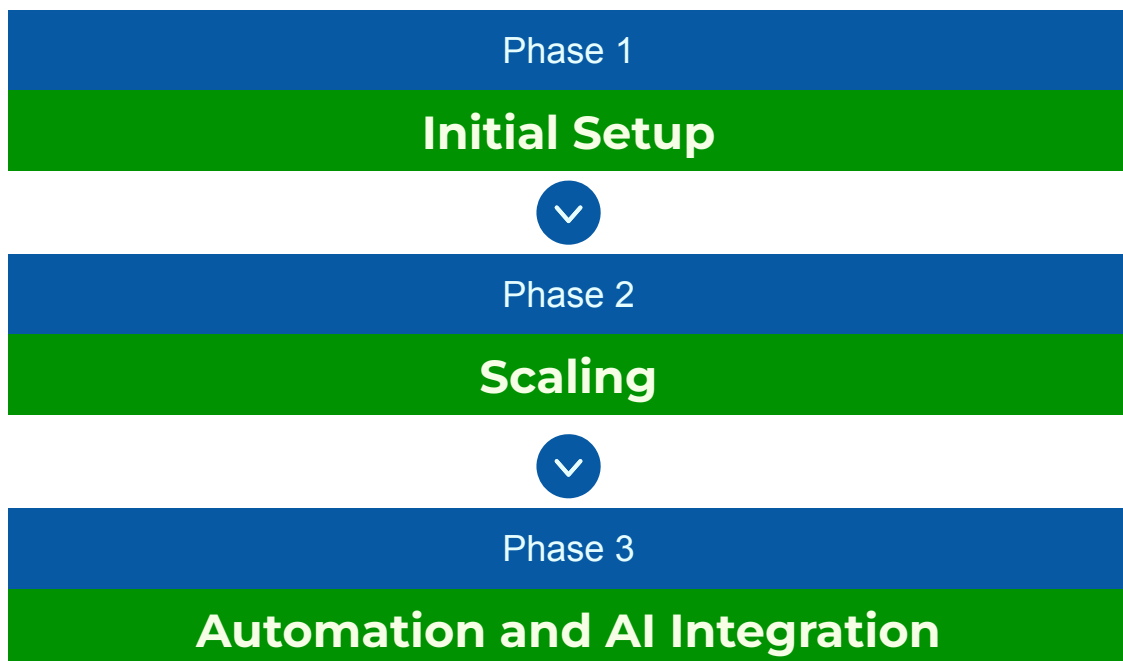 Phase 1
Initial Setup
Phase 2
Scaling
Phase 3
Automation and AI Integration